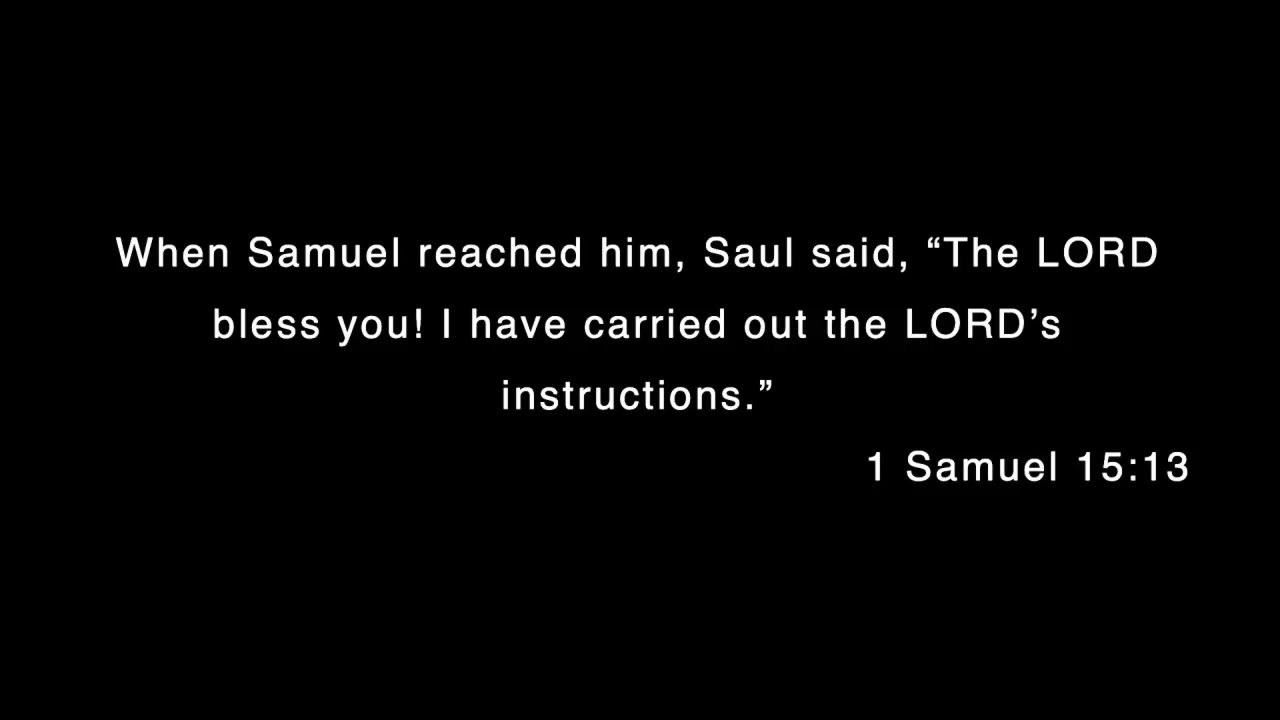 When Samuel reached him, Saul said, “The LORD
bless you! I have carried out the LORD’s
instructions.”
1 Samuel 15:13